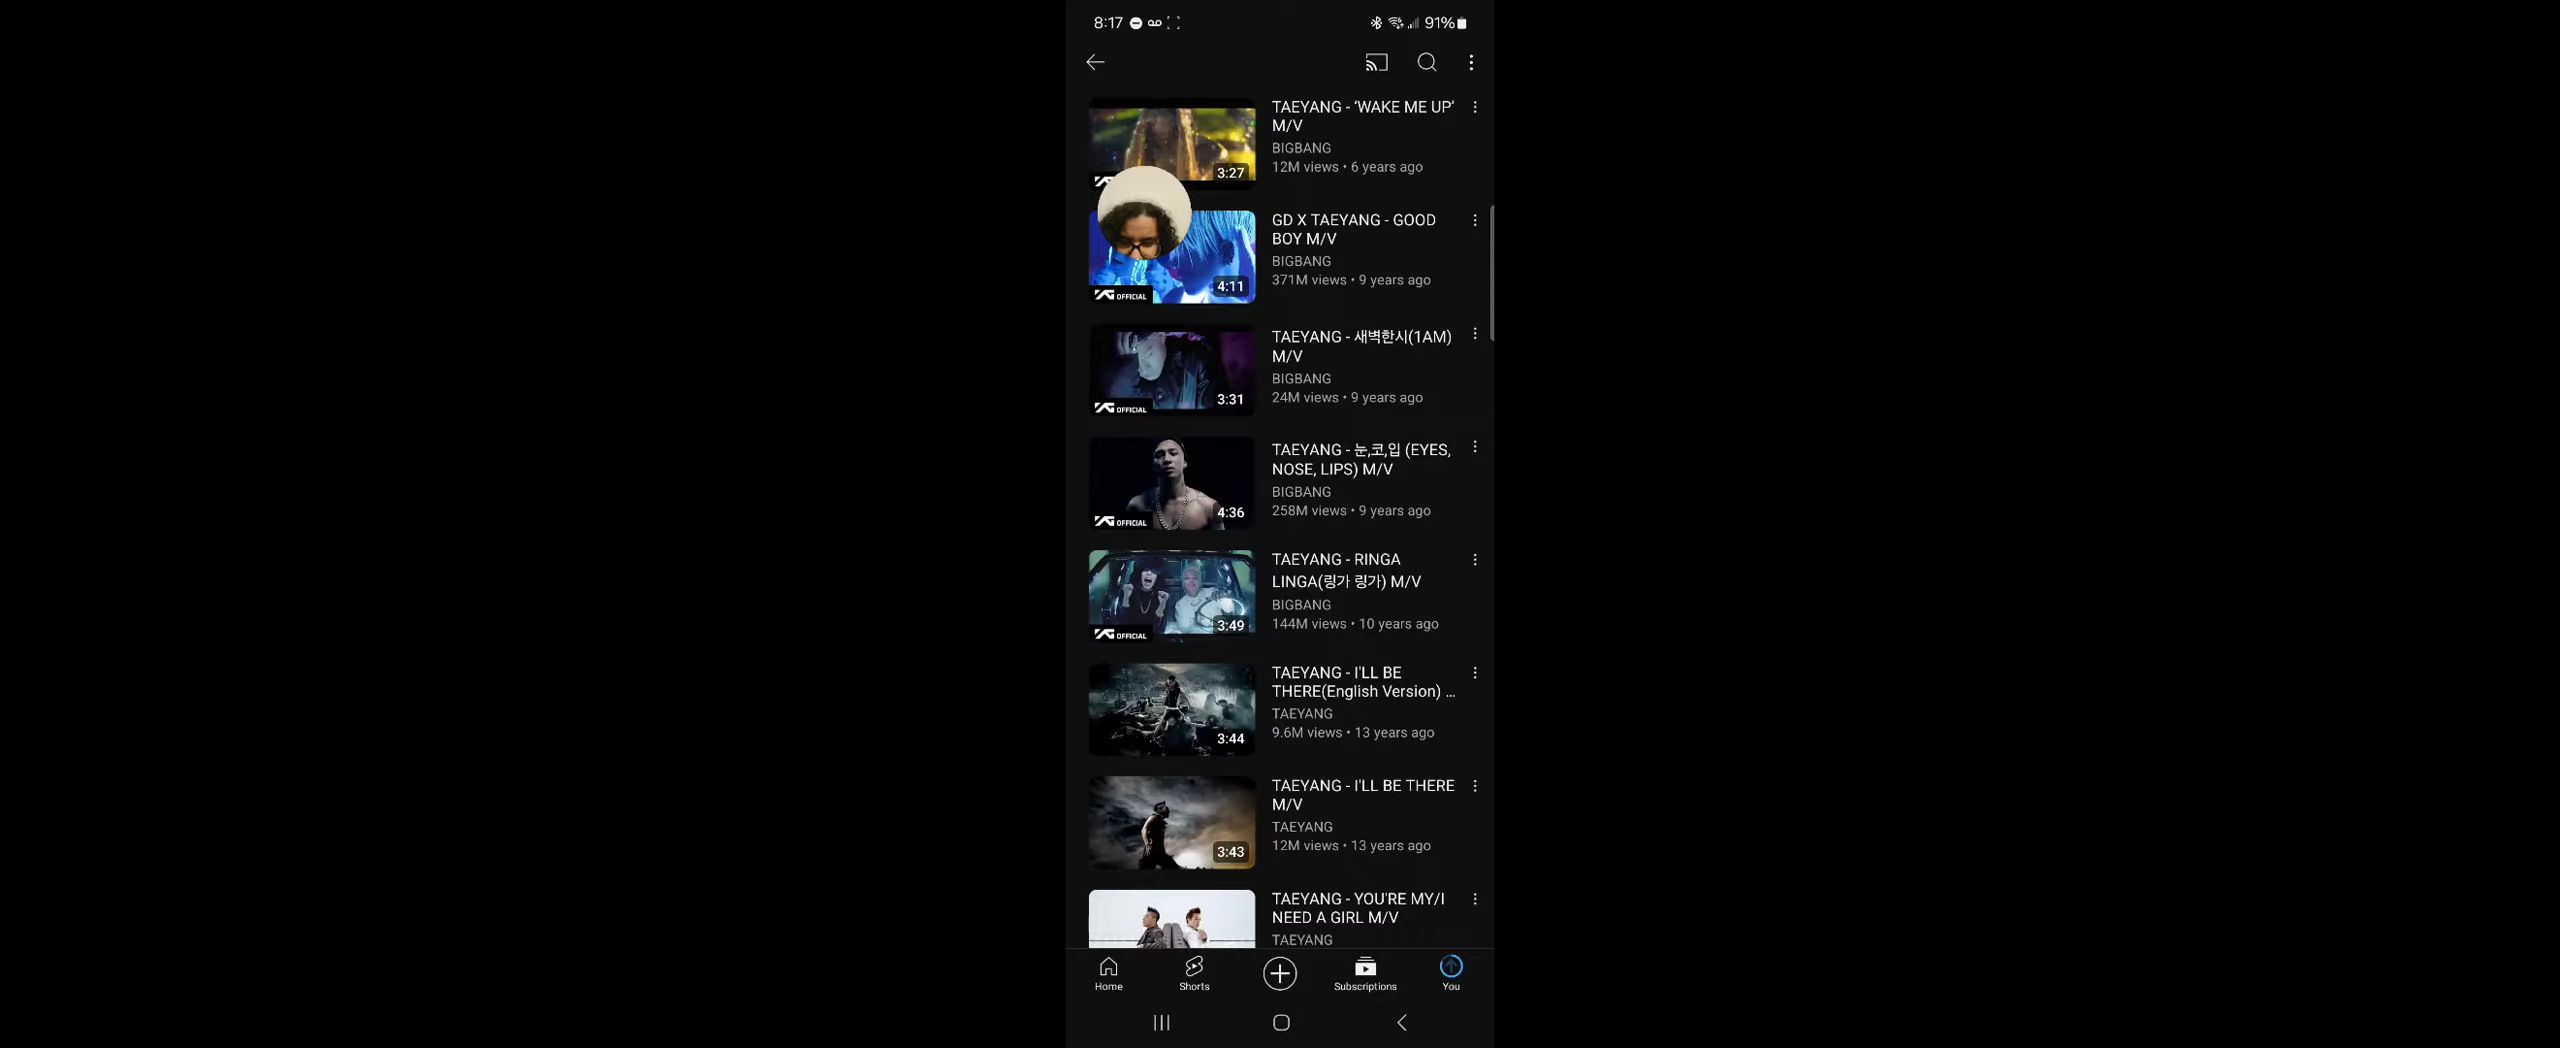 8:17 91%
TAEYANG - ‘WAKE ME UP’
M/V
BIGBANG
12M views • 6 years ago
3:27
GD X TAEYANG - GOOD
BOY M/V
BIGBANG
371M views • 9 years ago
4:11
YG OFFICIAL
TAEYANG - 새벽한시(1AM)
M/V
BIGBANG
24M views • 9 years ago
3:31
YG OFFICIAL
TAEYANG - 눈,코,입 (EYES,
NOSE, LIPS) M/V
BIGBANG
258M views • 9 years ago
4:36
YG OFFICIAL
TAEYANG - RINGA
LINGA(링가 링가) M/V
BIGBANG
144M views • 10 years ago
3:49
YG OFFICIAL
TAEYANG - I'LL BE
THERE(English Version) ...
TAEYANG
9.6M views • 13 years ago
3:44
TAEYANG - I'LL BE THERE
M/V
TAEYANG
12M views • 13 years ago
3:43
TAEYANG - YOU'RE MY/I
NEED A GIRL M/V
TAEYANG
Home Shorts Subscriptions You